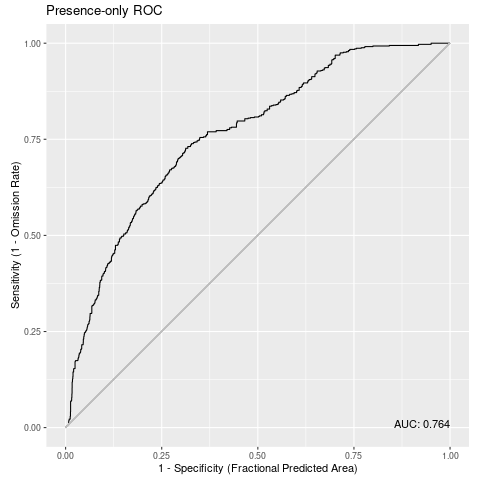 Presence-only ROC
Sensitivity (1 - Omission Rate)
1.00
0.75
0.50
0.25
0.00
AUC: 0.764
0.00 0.25 0.50 0.75 1.00
1 - Specificity (Fractional Predicted Area)